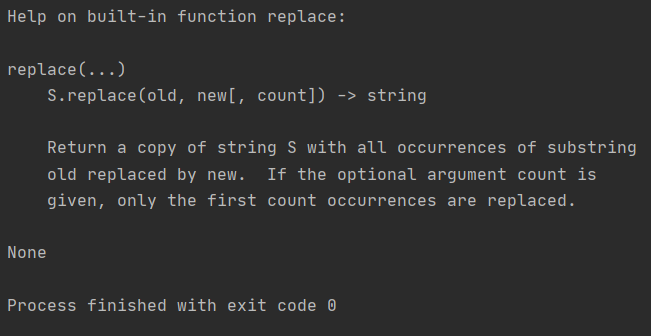 Help on built-in function replace:
replace(...)
S.replace(old, new[, count]) -> string
Return a copy of string S with all occurrences of substring
old replaced by new.  If the optional argument count is
given, only the first count occurrences are replaced.
None
Process finished with exit code 0